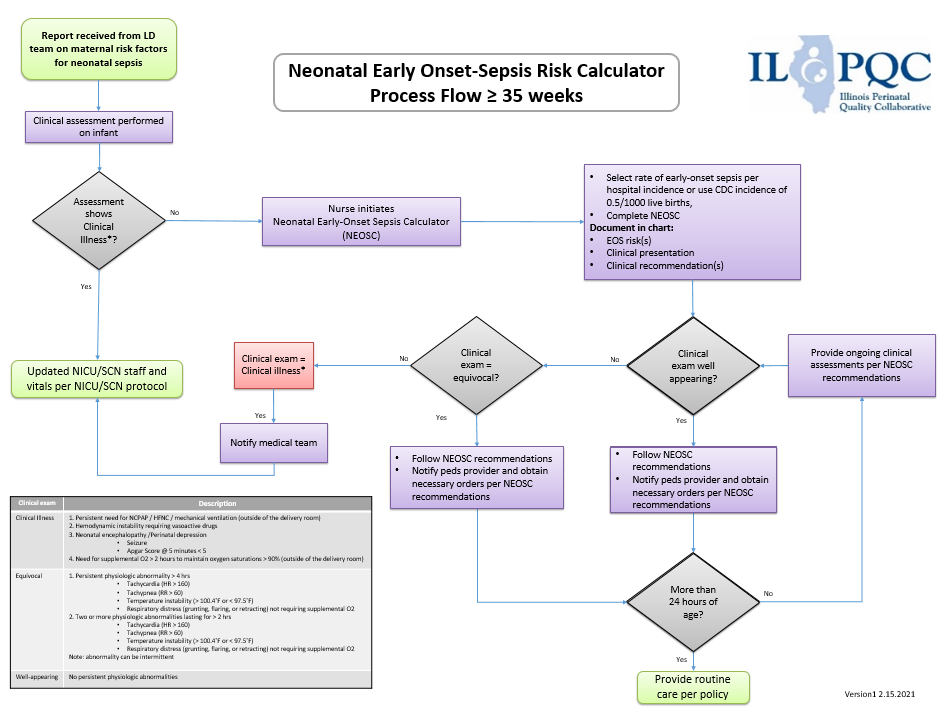 Report received from LD
team on maternal risk factors
for neonatal sepsis
Neonatal Early Onset-Sepsis Risk Calculator
Process Flow ≥ 35 weeks
IL PQC
Illinois Perinatal
Quality Collaborative
Clinical assessment performed
on infant
Assessment
shows
Clinical
Illness*?
No
Yes
Nurse initiates
Neonatal Early-Onset Sepsis Calculator
(NEOSC)
• Select rate of early-onset sepsis per
hospital incidence or use CDC incidence of
0.5/1000 live births,
• Complete NEOSC
Document in chart:
• EOS risk(s)
• Clinical presentation
• Clinical recommendation(s)
Updated NICU/SCN staff and
vitals per NICU/SCN protocol
Clinical exam =
Clinical illness*
Yes
Notify medical team
No
Clinical
exam =
equivocal?
Yes
No
Clinical
exam well
appearing?
Yes
Provide ongoing clinical
assessments per NEOSC
recommendations
• Follow NEOSC recommendations
• Notify peds provider and obtain
necessary orders per NEOSC
recommendations
• Follow NEOSC
recommendations
• Notify peds provider and obtain
necessary orders per NEOSC
recommendations
More than
24 hours of
age?
No
Yes
Provide routine
care per policy
Clinical exam Description
Clinical Illness 1. Persistent need for NCPAP / HFNC / mechanical ventilation (outside of the delivery room)
2. Hemodynamic instability requiring vasoactive drugs
3. Neonatal encephalopathy /Perinatal depression
• Seizure
• Apgar Score @ 5 minutes < 5
4. Need for supplemental O2 > 2 hours to maintain oxygen saturations > 90% (outside of the delivery room)
Equivocal 1. Persistent physiologic abnormality > 4 hrs
• Tachycardia (HR > 160)
• Tachypnea (RR > 60)
• Temperature instability (> 100.4˚F or < 97.5˚F)
• Respiratory distress (grunting, flaring, or retracting) not requiring supplemental O2
2. Two or more physiologic abnormalities lasting for > 2 hrs
• Tachycardia (HR > 160)
• Tachypnea (RR > 60)
• Temperature instability (> 100.4˚F or < 97.5˚F)
• Respiratory distress (grunting, flaring, or retracting) not requiring supplemental O2
Note: abnormality can be intermittent
Well-appearing No persistent physiologic abnormalities
Version1 2.15.2021